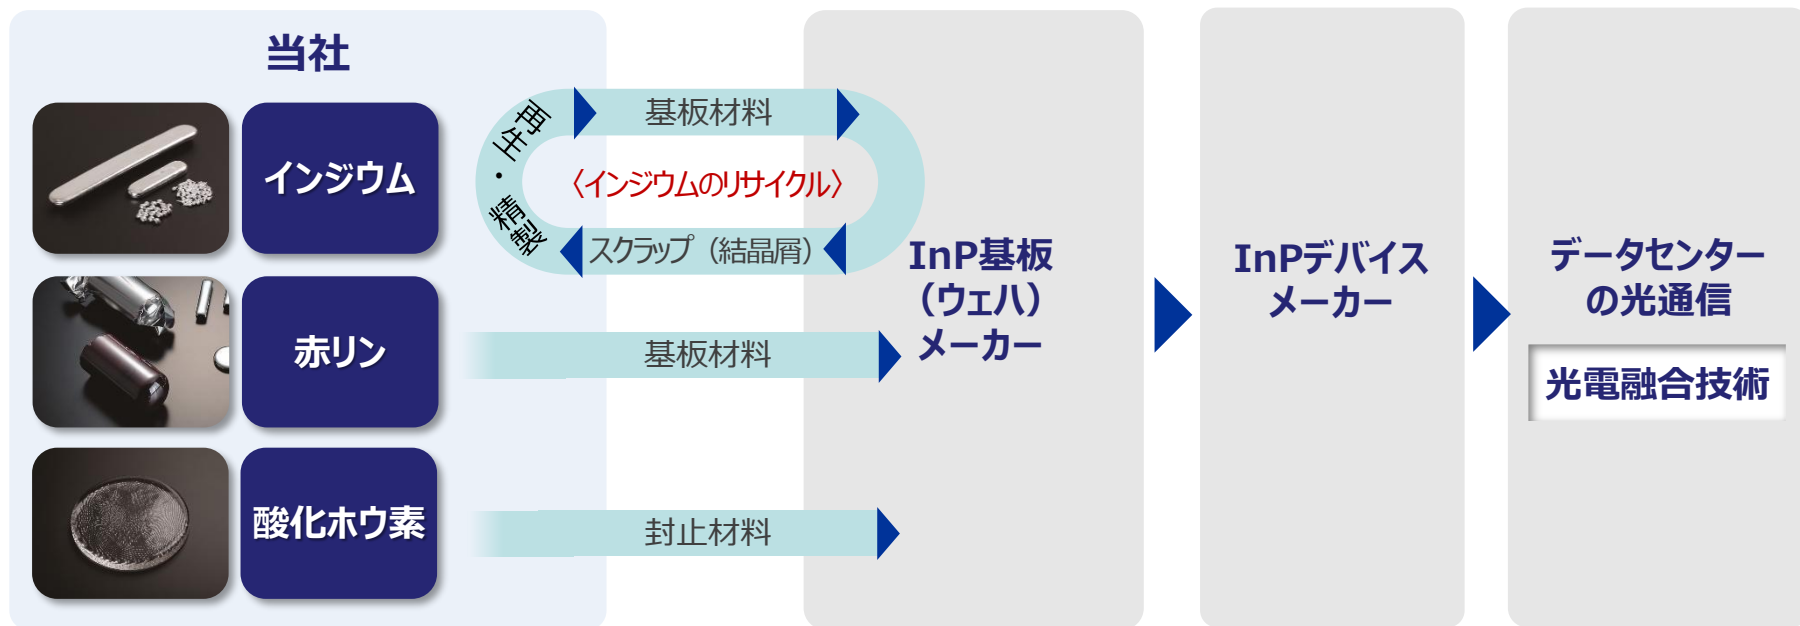 当社
インジウム
再生・精製
基板材料
〈インジウムのリサイクル〉
スクラップ（結晶屑）
赤リン
基板材料
酸化ホウ素
封止材料
InP基板
（ウェハ）
メーカー
InPデバイス
メーカー
データセンター
の光通信
光電融合技術